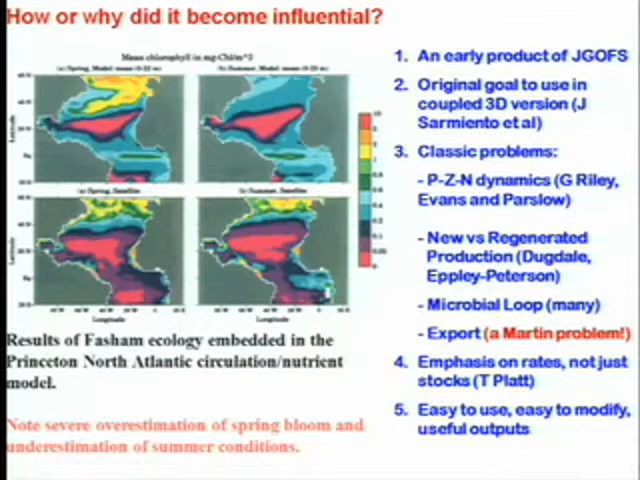 How or why did it become influential?
Mean chlorophyll in mg Chl/m^3
(a) Spring, Model: mean (0-23 m)
(b) Summer, Model: mean (0-23 m)
Latitude
(a) Spring, Satellite
(b) Summer, Satellite
Latitude
Longitude
Longitude
Results of Fasham ecology embedded in the
Princeton North Atlantic circulation/nutrient
model.
Note severe overestimation of spring bloom and
underestimation of summer conditions.
1. An early product of JGOFS
2. Original goal to use in
coupled 3D version (J
Sarmiento et al)
3. Classic problems:
- P-Z-N dynamics (G Riley,
Evans and Parslow)
- New vs Regenerated
Production (Dugdale,
Eppley-Peterson)
- Microbial Loop (many)
- Export (a Martin problem!)
4. Emphasis on rates, not just
stocks (T Platt)
5. Easy to use, easy to modify,
useful outputs